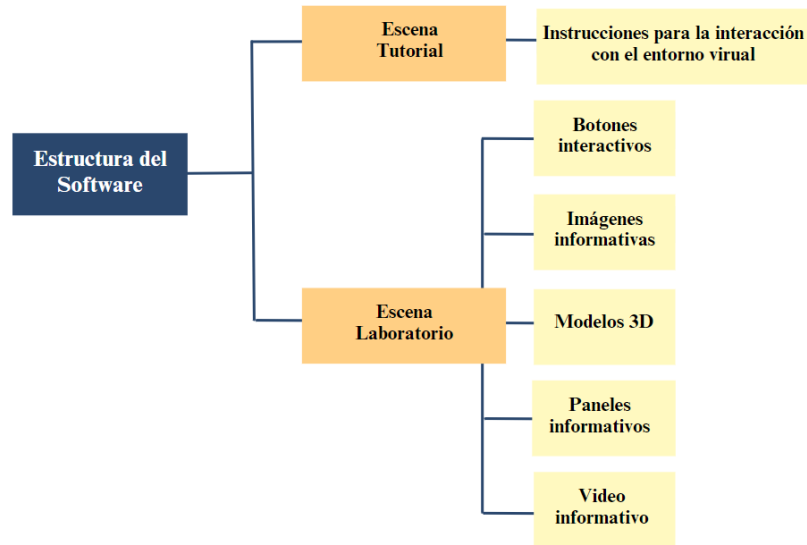 Estructura del
Software
Escena
Tutorial
Instrucciones para la interacción
con el entorno virual
Escena
Laboratorio
Botones
interactivos
Imágenes
informativas
Modelos 3D
Paneles
informativos
Video
informativo